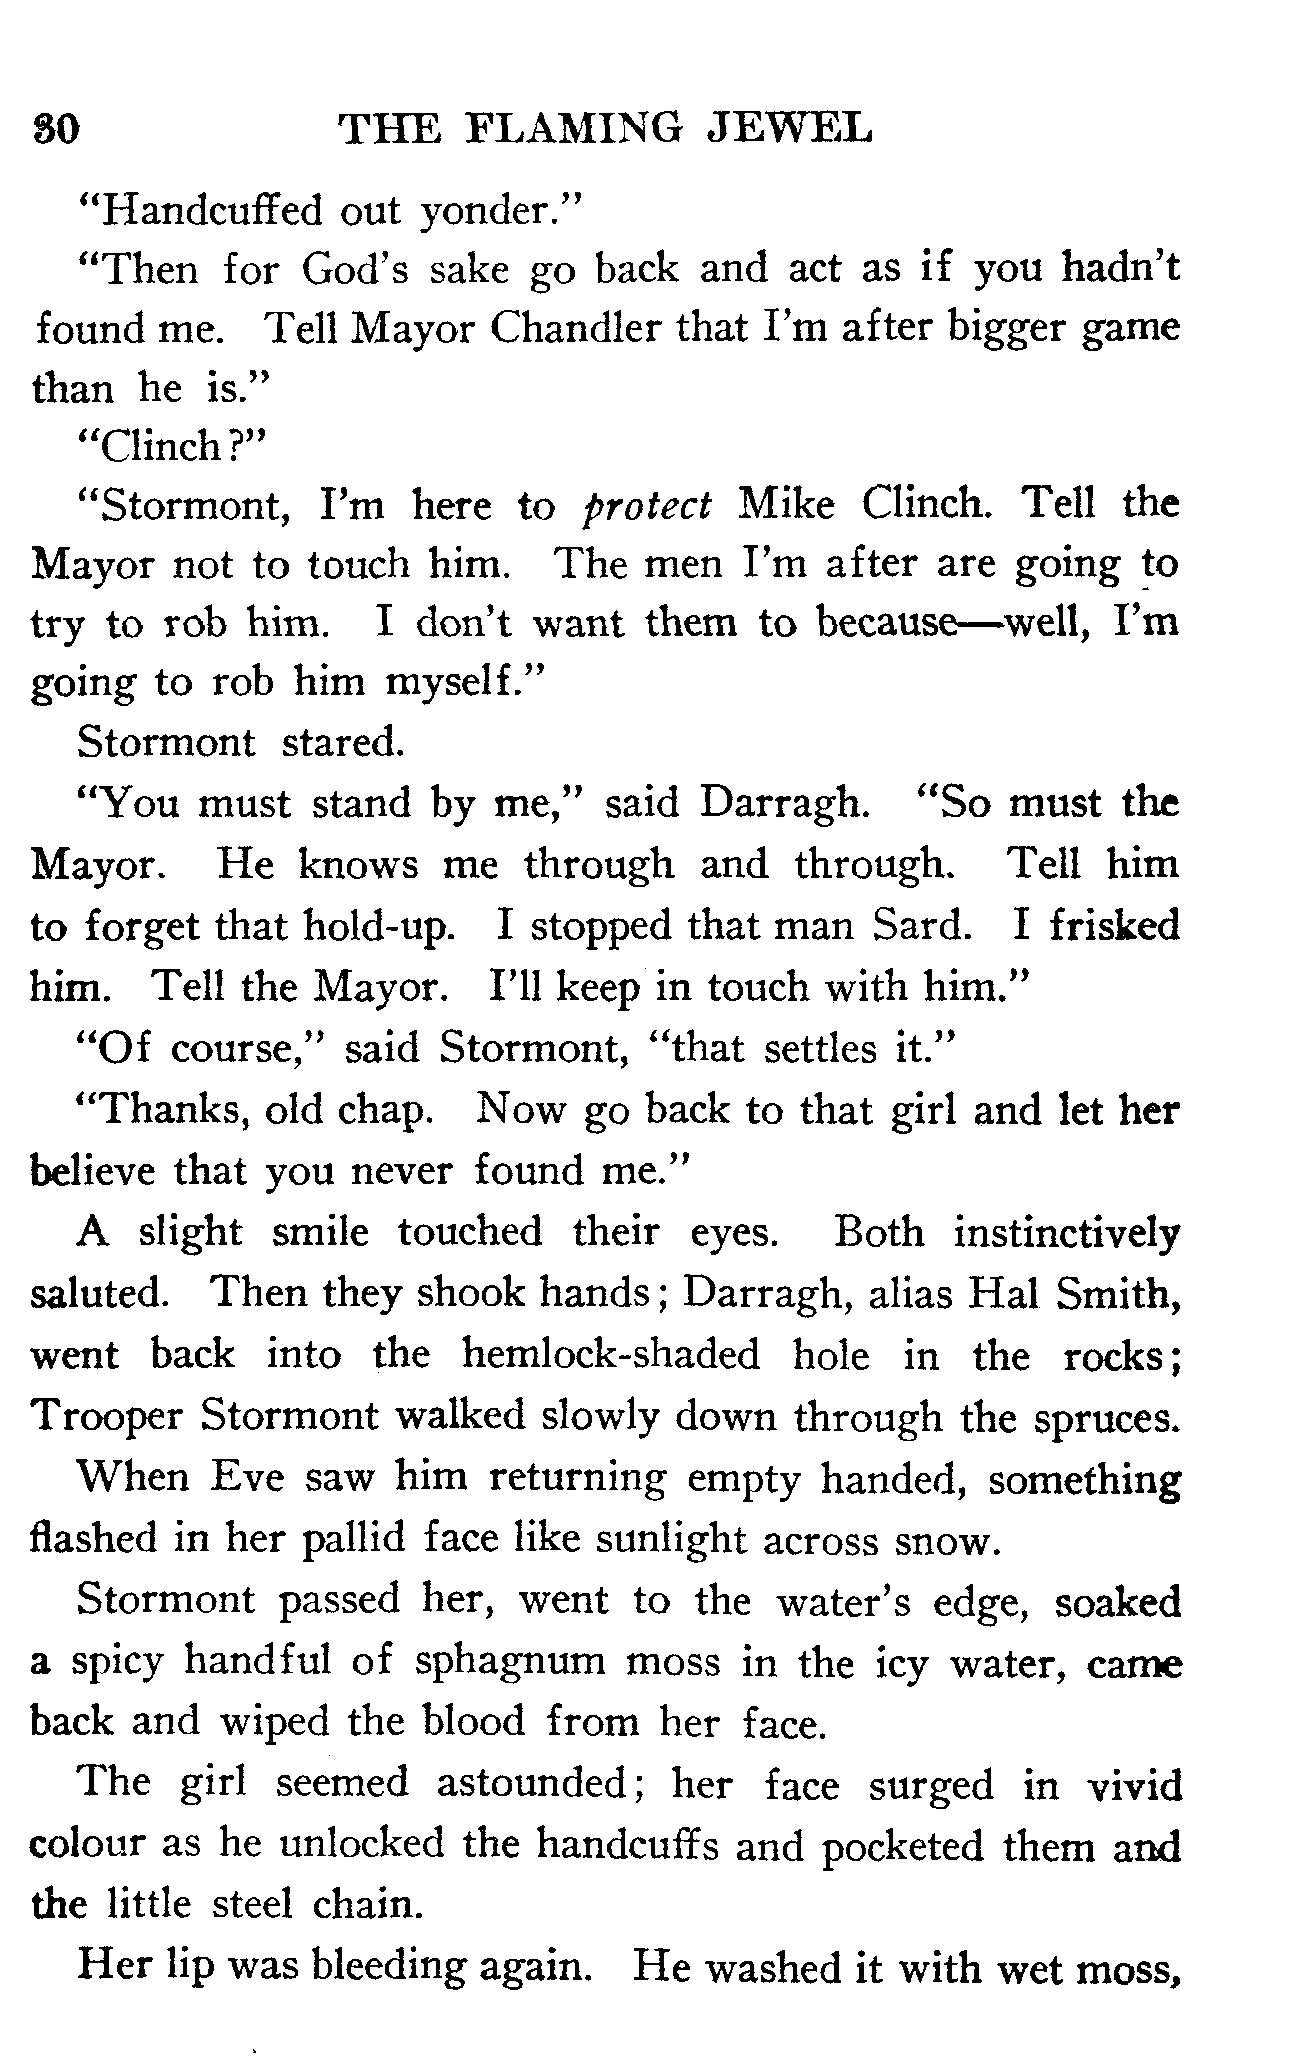 30 THE FLAMING JEWEL
"Handcuffed out yonder."
"Then for God's sake go back and act as if you hadn't
found me. Tell Mayor Chandler that I'm after bigger game
than he is."
"Clinch?"
"Stormont, I'm here to protect Mike Clinch. Tell the
Mayor not to touch him. The men I'm after are going to
try to rob him. I don't want them to because—well, I'm
going to rob him myself."
Stormont stared.
"You must stand by me," said Darragh. "So must the
Mayor. He knows me through and through. Tell him
to forget that hold-up. I stopped that man Sard. I frisked
him. Tell the Mayor. I'll keep in touch with him."
"Of course," said Stormont, "that settles it."
"Thanks, old chap. Now go back to that girl and let her
believe that you never found me."
A slight smile touched their eyes. Both instinctively
saluted. Then they shook hands; Darragh, alias Hal Smith,
went back into the hemlock-shaded hole in the rocks;
Trooper Stormont walked slowly down through the spruces.
When Eve saw him returning empty handed, something
flashed in her pallid face like sunlight across snow.
Stormont passed her, went to the water's edge, soaked
a spicy handful of sphagnum moss in the icy water, came
back and wiped the blood from her face.
The girl seemed astounded; her face surged in vivid
colour as he unlocked the handcuffs and pocketed them and
the little steel chain.
Her lip was bleeding again. He washed it with wet moss,